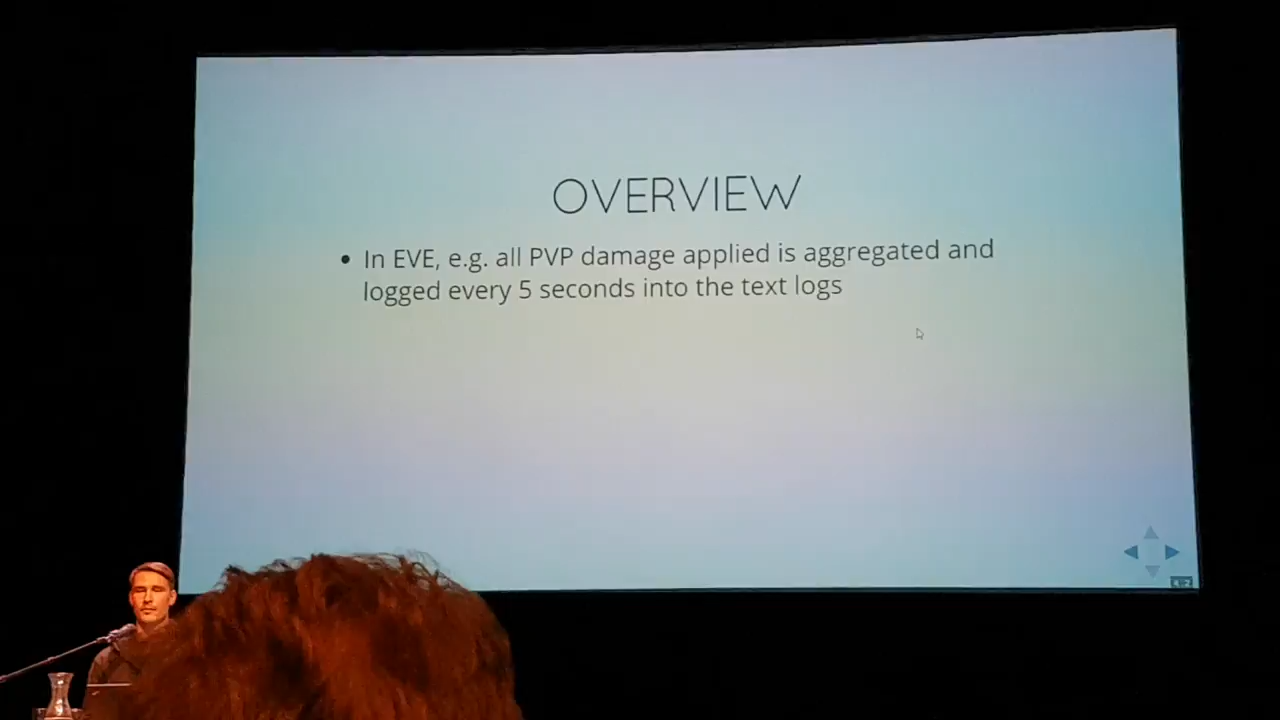 OVERVIEW
• In EVE, e.g. all PVP damage applied is aggregated and
logged every 5 seconds into the text logs